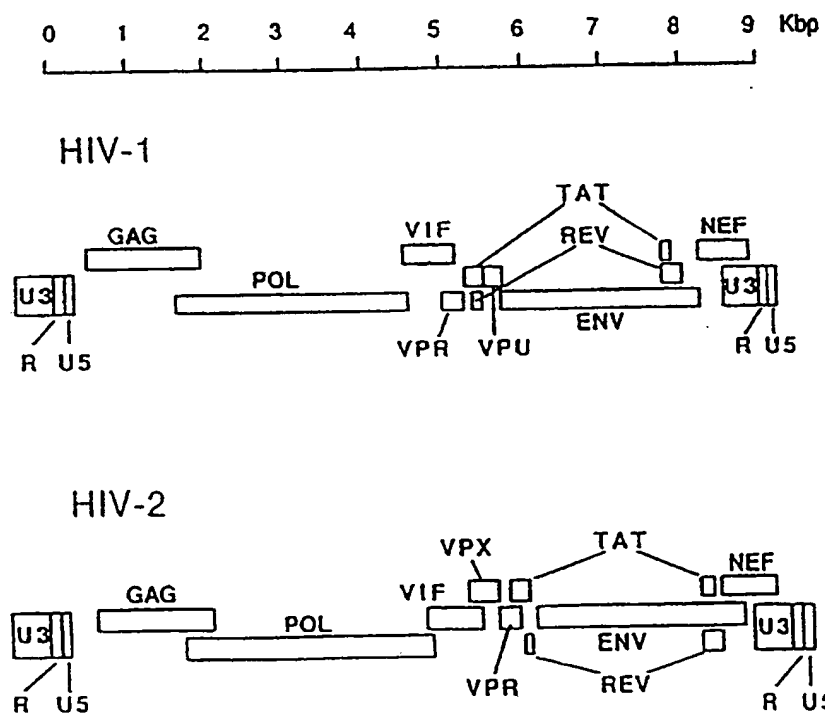 0 1 2 3 4 5 6 7 8 9 Kbp
HIV-1
TAT
GAG VIF REV NEF
U3 POL U3
ENV
R U5 VPR VPU R U5
HIV-2
VPX TAT NEF
GAG VIF
U3 POL ENV U3
R U5 VPR REV R U5